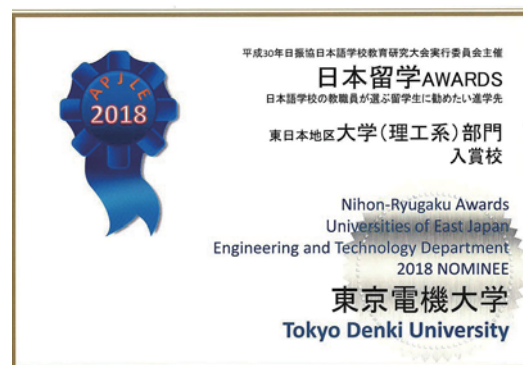 APJLE
2018
平成30年日振協日本語学校教育研究大会実行委員会主催
日本留学AWARDS
日本語学校の教職員が選ぶ留学生に勧めたい進学先
東日本地区大学(理工系)部門
入賞校
Nihon-Ryugaku Awards
Universities of East Japan
Engineering and Technology Department
2018 NOMINEE
東京電機大学
Tokyo Denki University